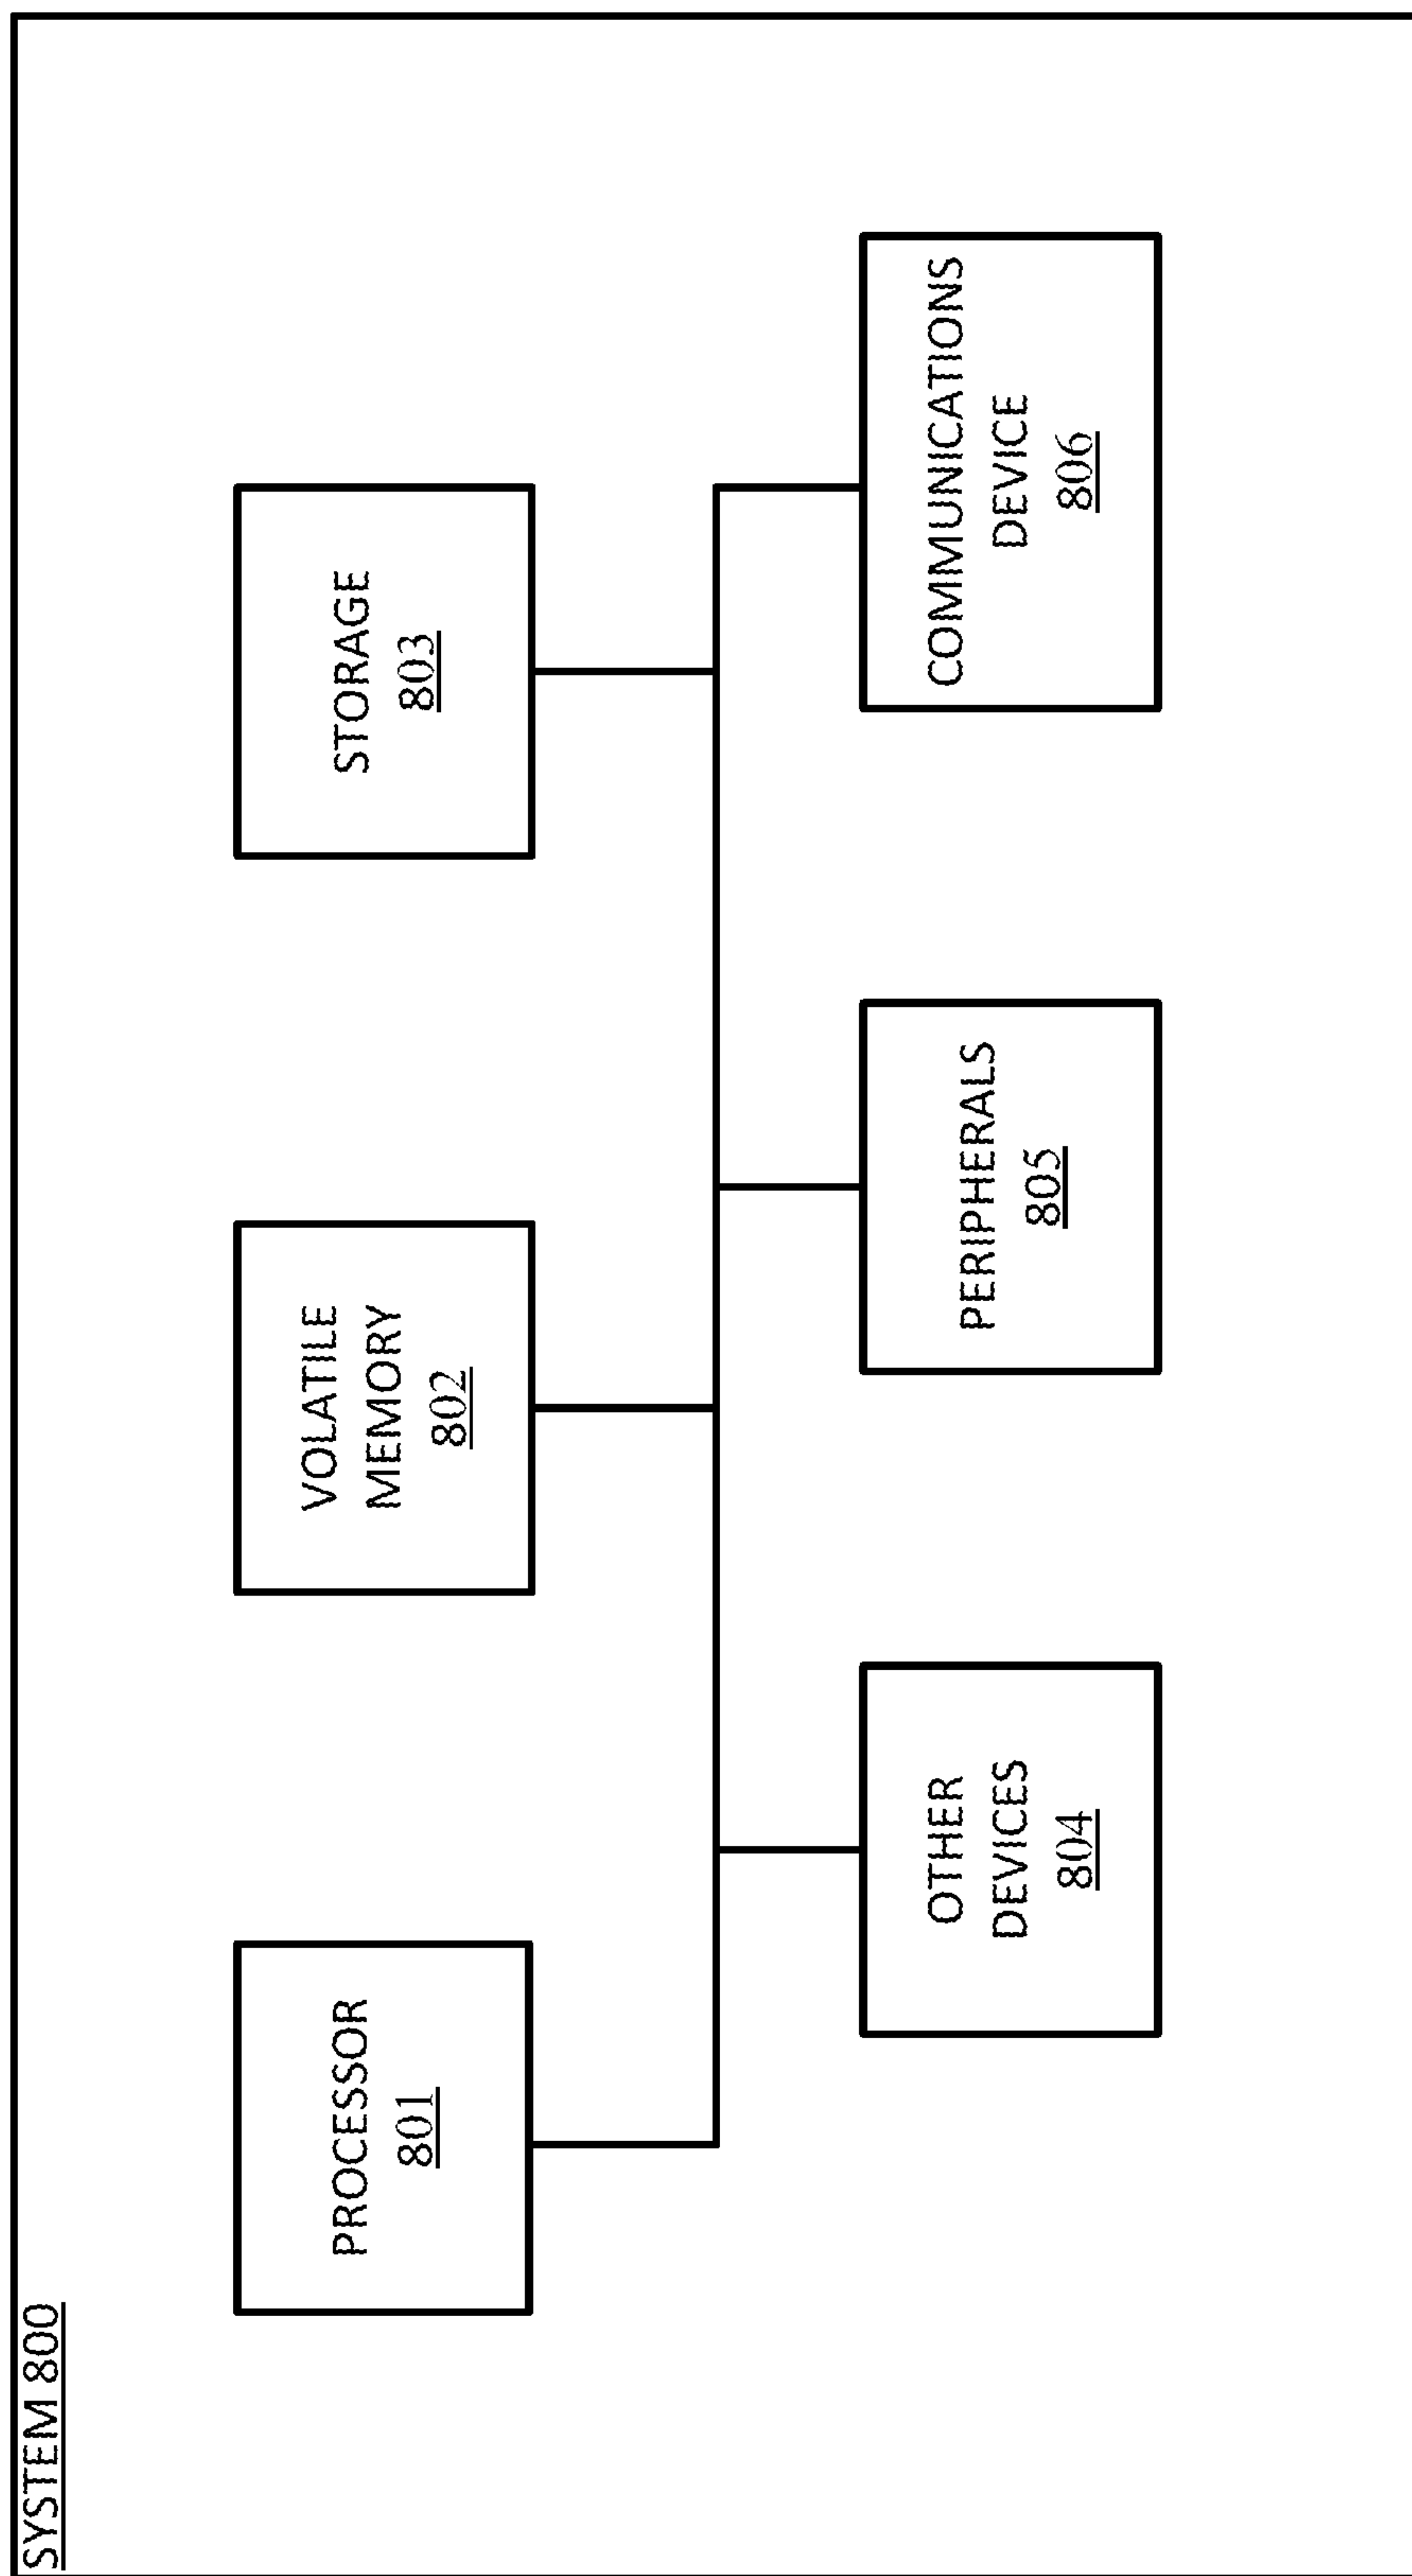 SYSTEM 800
PROCESSOR
801
VOLATILE
MEMORY
802
STORAGE
803
OTHER
DEVICES
804
PERIPHERALS
805
COMMUNICATIONS
DEVICE
806